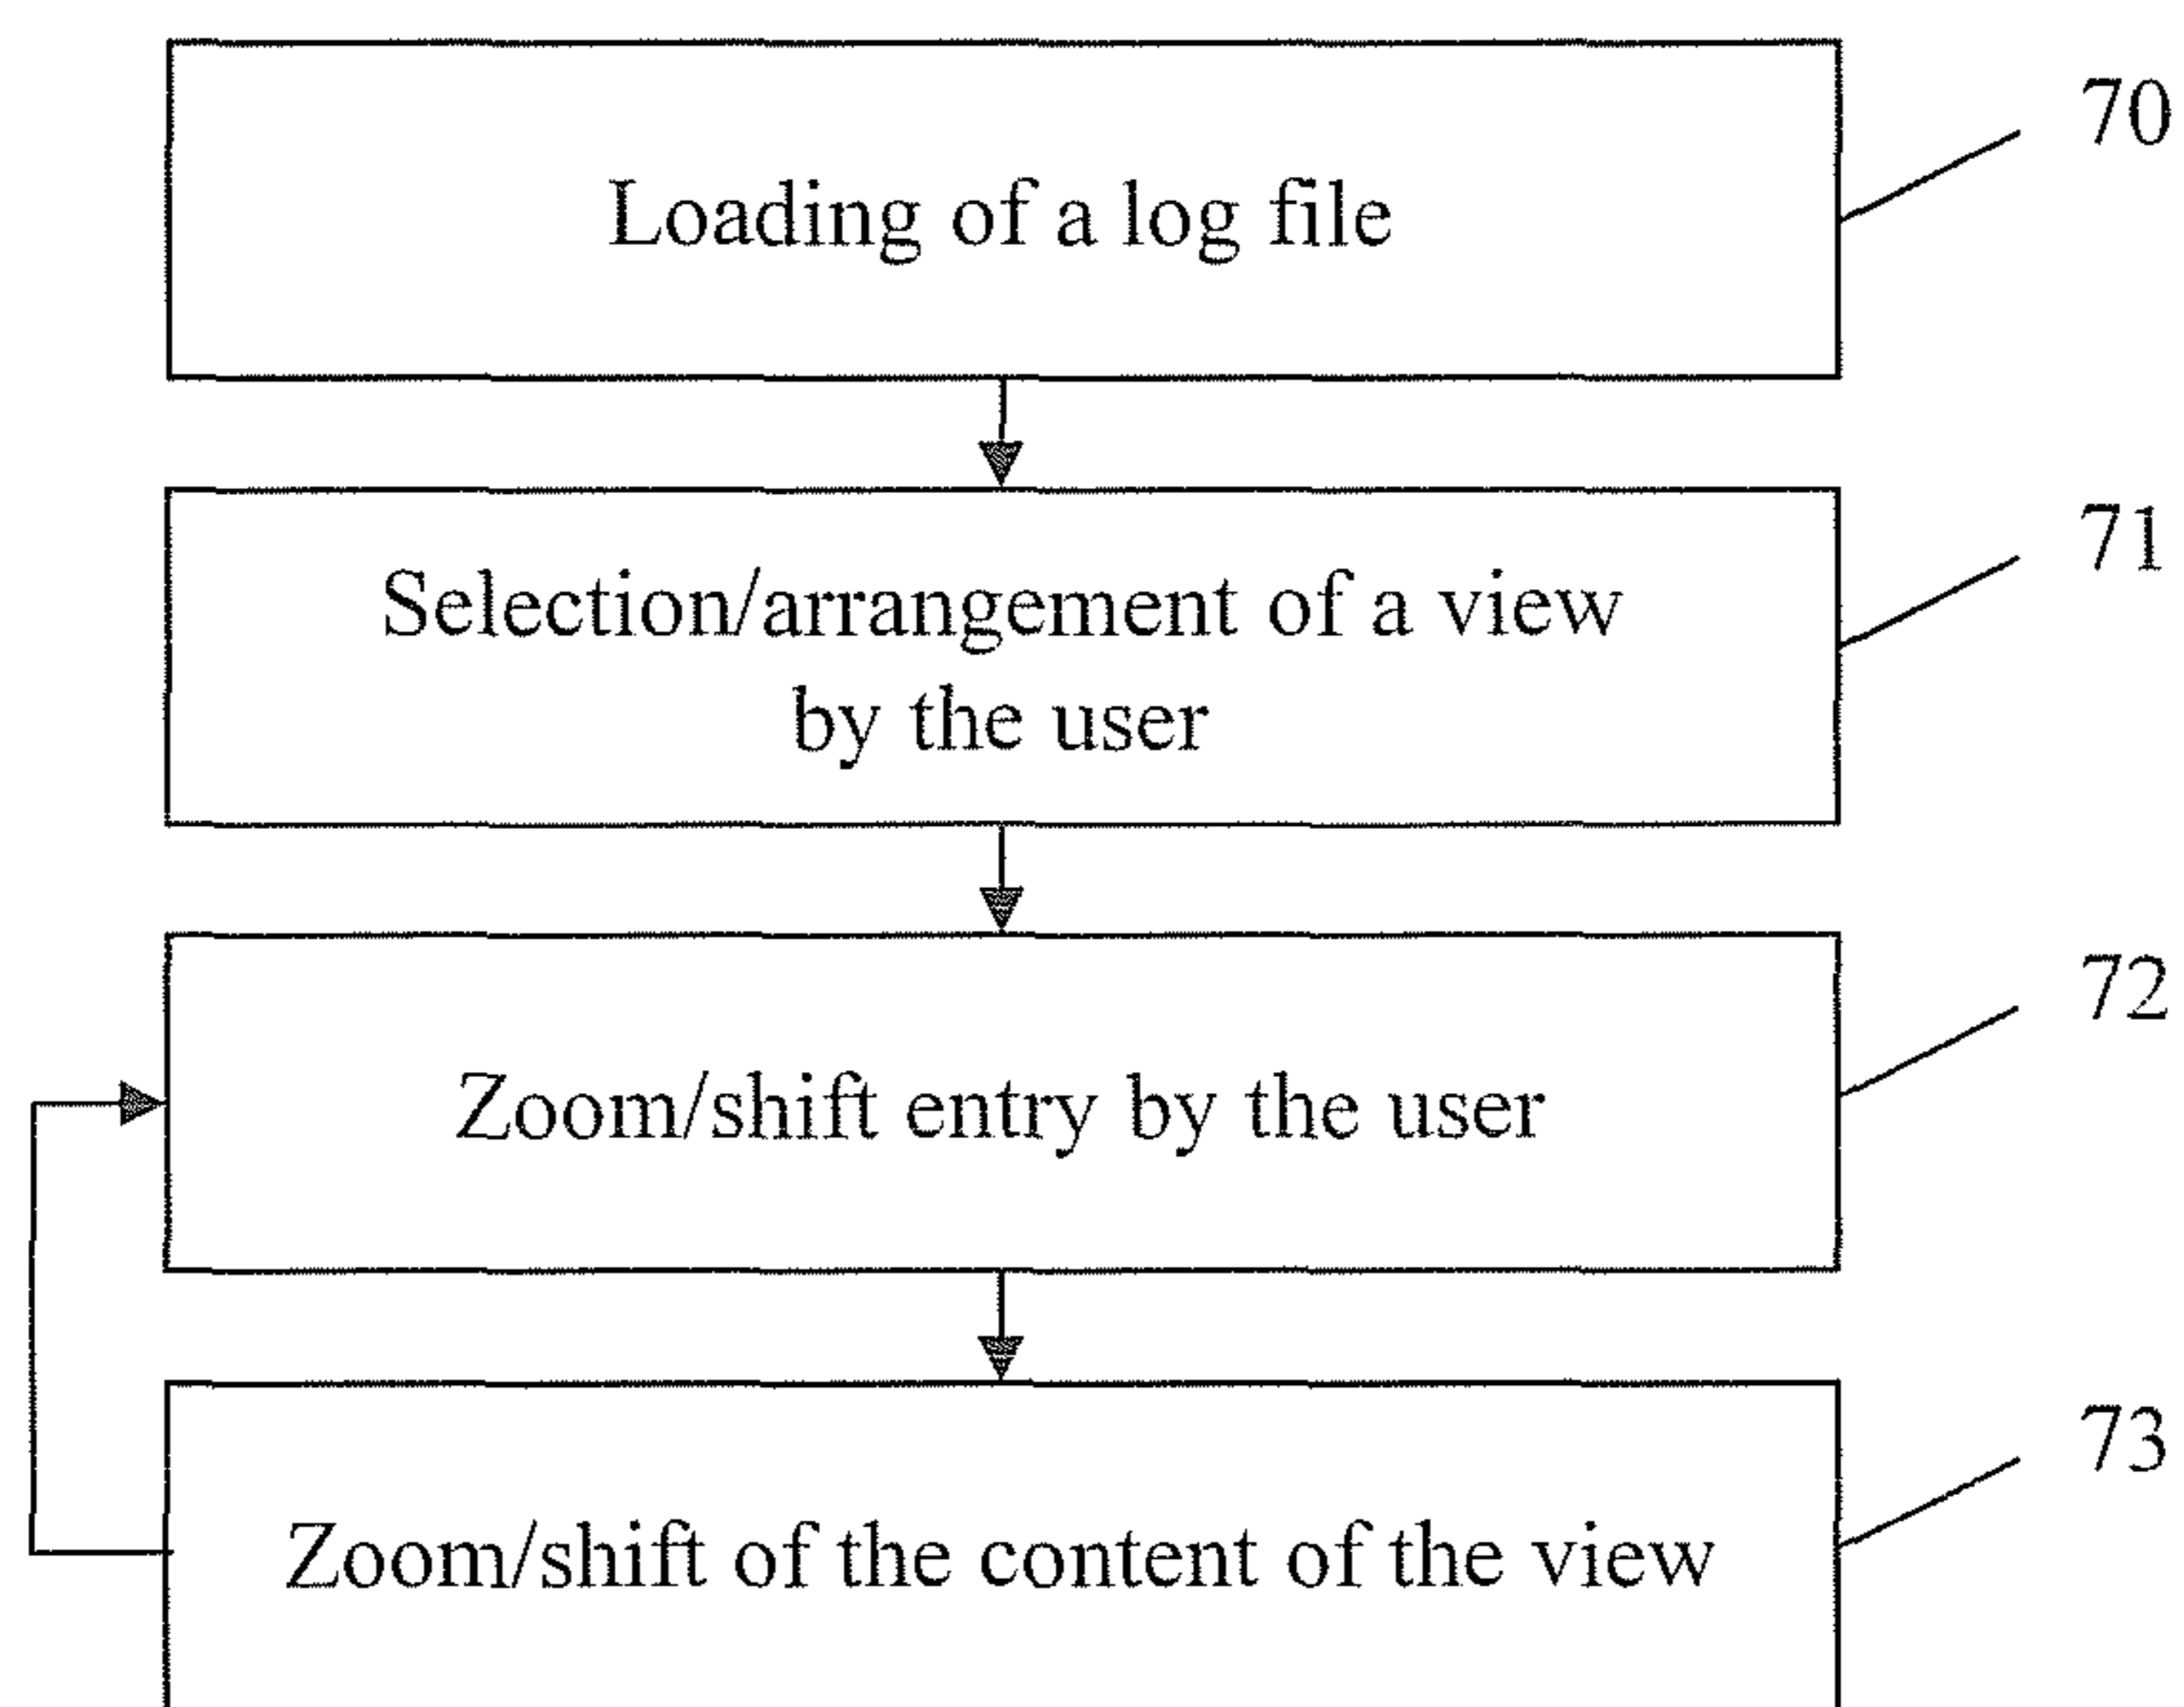 70
Loading of a log file
71
Selection/arrangement of a view
by the user
72
Zoom/shift entry by the user
73
Zoom/shift of the content of the view